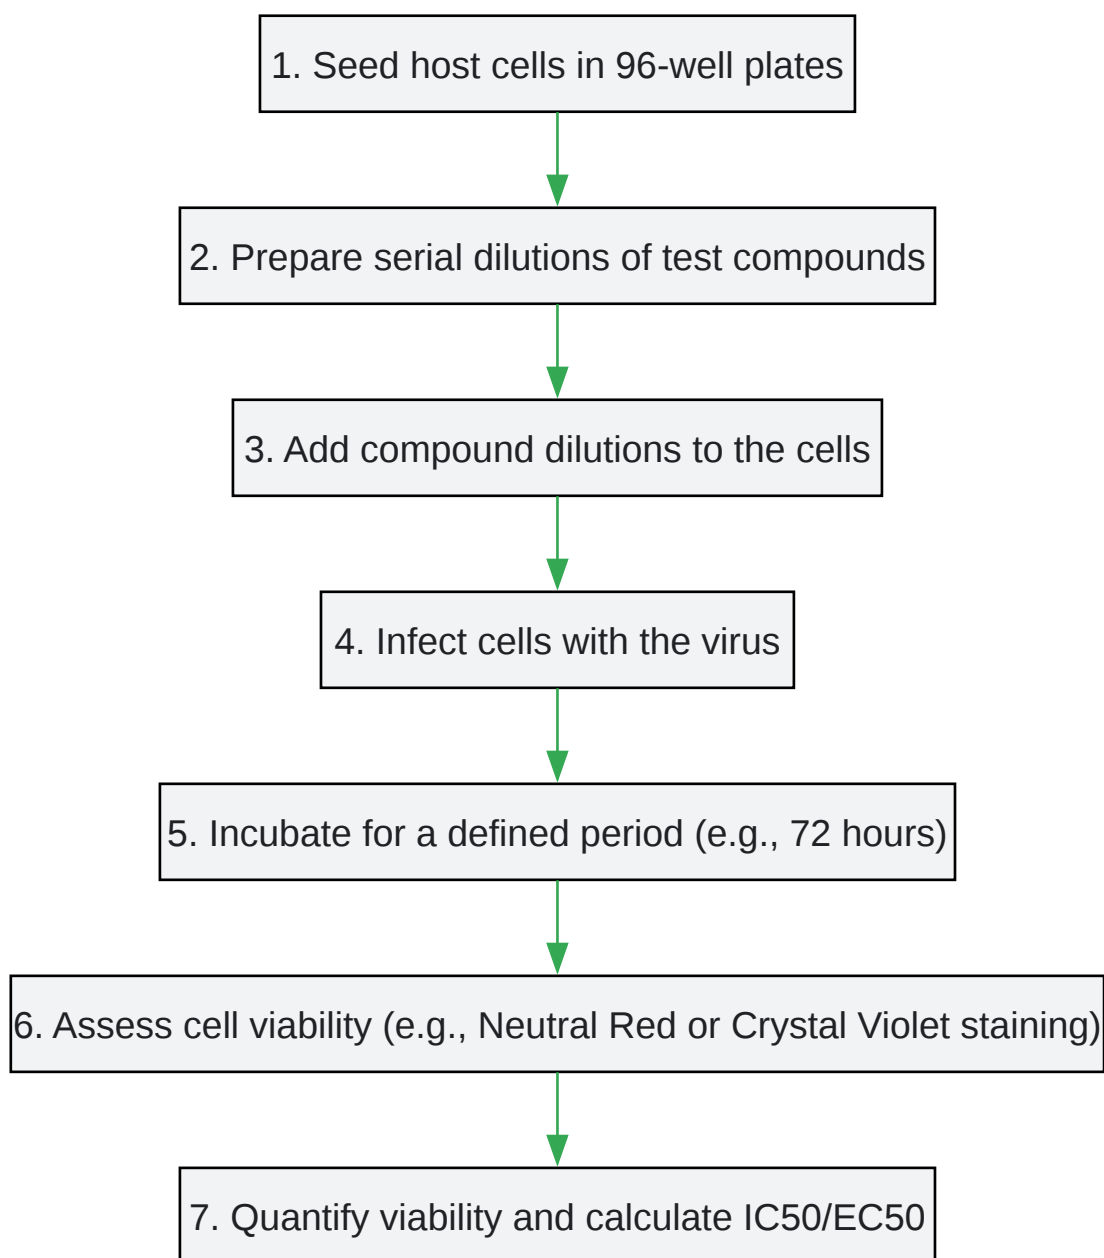 1. Seed host cells in 96-well plates
2. Prepare serial dilutions of test compounds
3. Add compound dilutions to the cells
4. Infect cells with the virus
5. Incubate for a defined period (e.g., 72 hours)
6. Assess cell viability (e.g., Neutral Red or Crystal Violet staining)
7. Quantify viability and calculate IC50/EC50